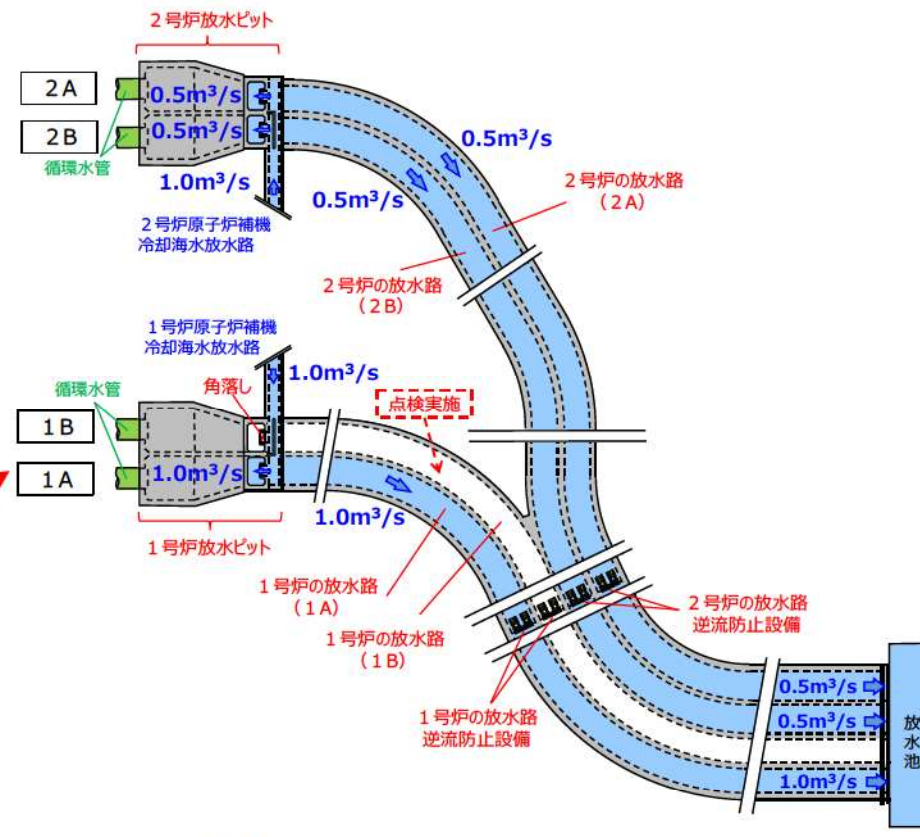 2号炉放水ピット
2A
0.5m³/s
2B
0.5m³/s
循環水管
1.0m³/s
0.5m³/s
0.5m³/s
2号炉の放水路
(2A)
2号炉原子炉補機
冷却海水放水路
2号炉の放水路
(2B)
1号炉原子炉補機
冷却海水放水路
循環水管
角落し
1.0m³/s
点検実施
1B
1A
1.0m³/s
1.0m³/s
1号炉放水ピット
1号炉の放水路
(1A)
1号炉の放水路
(1B)
2号炉の放水路
逆流防止設備
1号炉の放水路
逆流防止設備
0.5m³/s
0.5m³/s
1.0m³/s
放
水
池